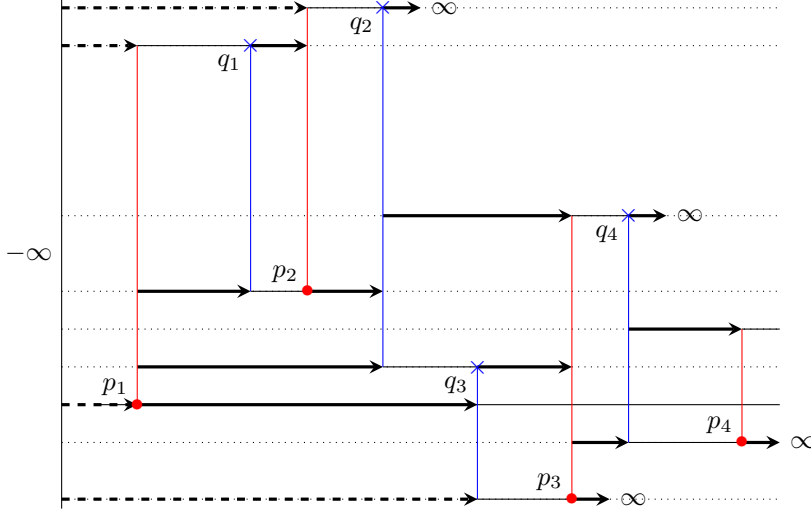 q₂ ∞
q₁
q₄ ∞
−∞
p₂
p₁ q₃
p₄ ∞
p₃ ∞